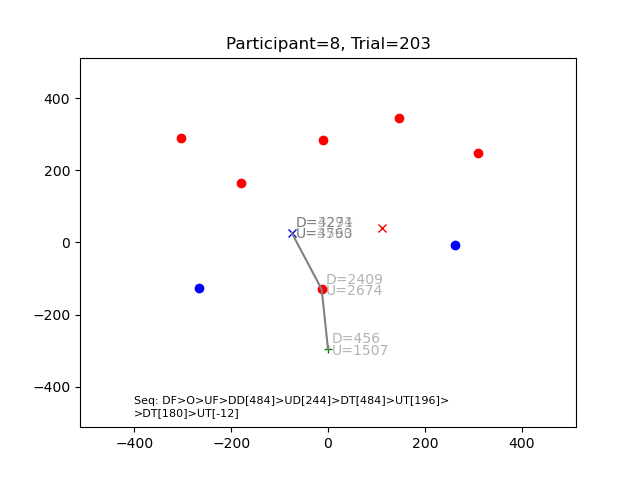 Participant=8, Trial=203
400
200
0
−200
−400
D=2409
U=2674
D=456
U=1507
Seq: DF>O>UF>DD[484]>UD[244]>DT[484]>UT[196]>
>DT[180]>UT[-12]
−400
−200
0
200
400